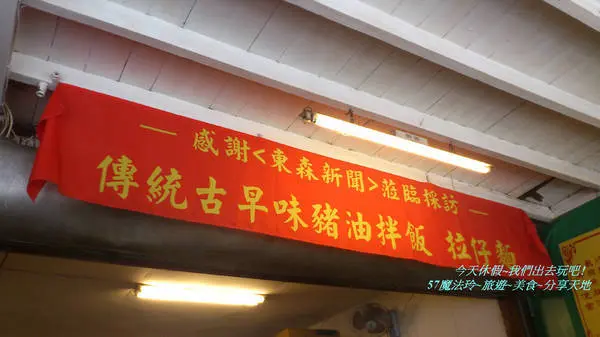 感謝<東森新聞>蒞臨採訪
傳統古早味豬油拌飯 拉仔麵
今天休假~我們出去玩吧!
57魔法玲~旅遊~美食~分享天地